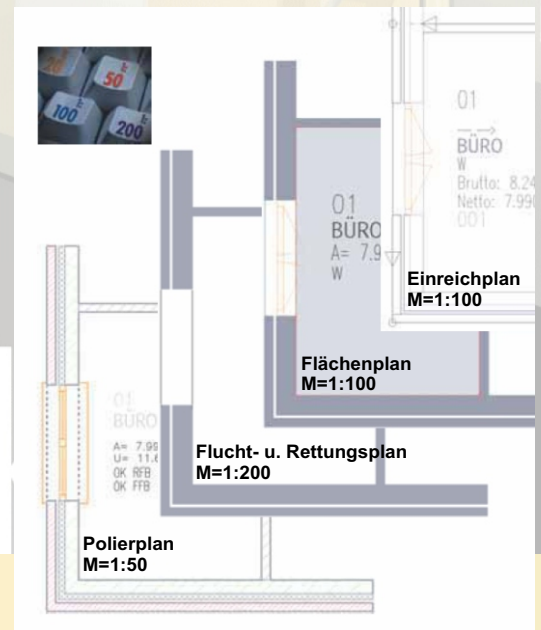 20
50
100
200
01
BÜRO
W
Brutto: 8.24
Netto: 7.990
001
Einreichplan
M=1:100
01
BÜRO
A= 7.9
W
Flächenplan
M=1:100
Flucht- u. Rettungsplan
M=1:200
01
BÜRO
A= 7.99
U= 11.6
OK RFB
OK FFB
Polierplan
M=1:50